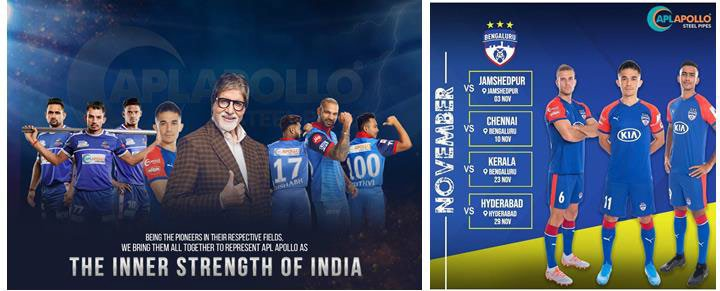 APLAPOLLO
17
RISHABH
100
PRITHVI
BEING THE PIONEERS IN THEIR RESPECTIVE FIELDS,
WE BRING THEM ALL TOGETHER TO REPRESENT APL APOLLO AS
THE INNER STRENGTH OF INDIA
APLAPOLLO
STEEL PIPES
BENGALURU
NOVEMBER
VS
JAMSHEDPUR
JAMSHEDPUR
03 NOV
VS
CHENNAI
BENGALURU
10 NOV
VS
KERALA
BENGALURU
23 NOV
VS
HYDERABAD
HYDERABAD
29 NOV
KIA
KIA
6
11